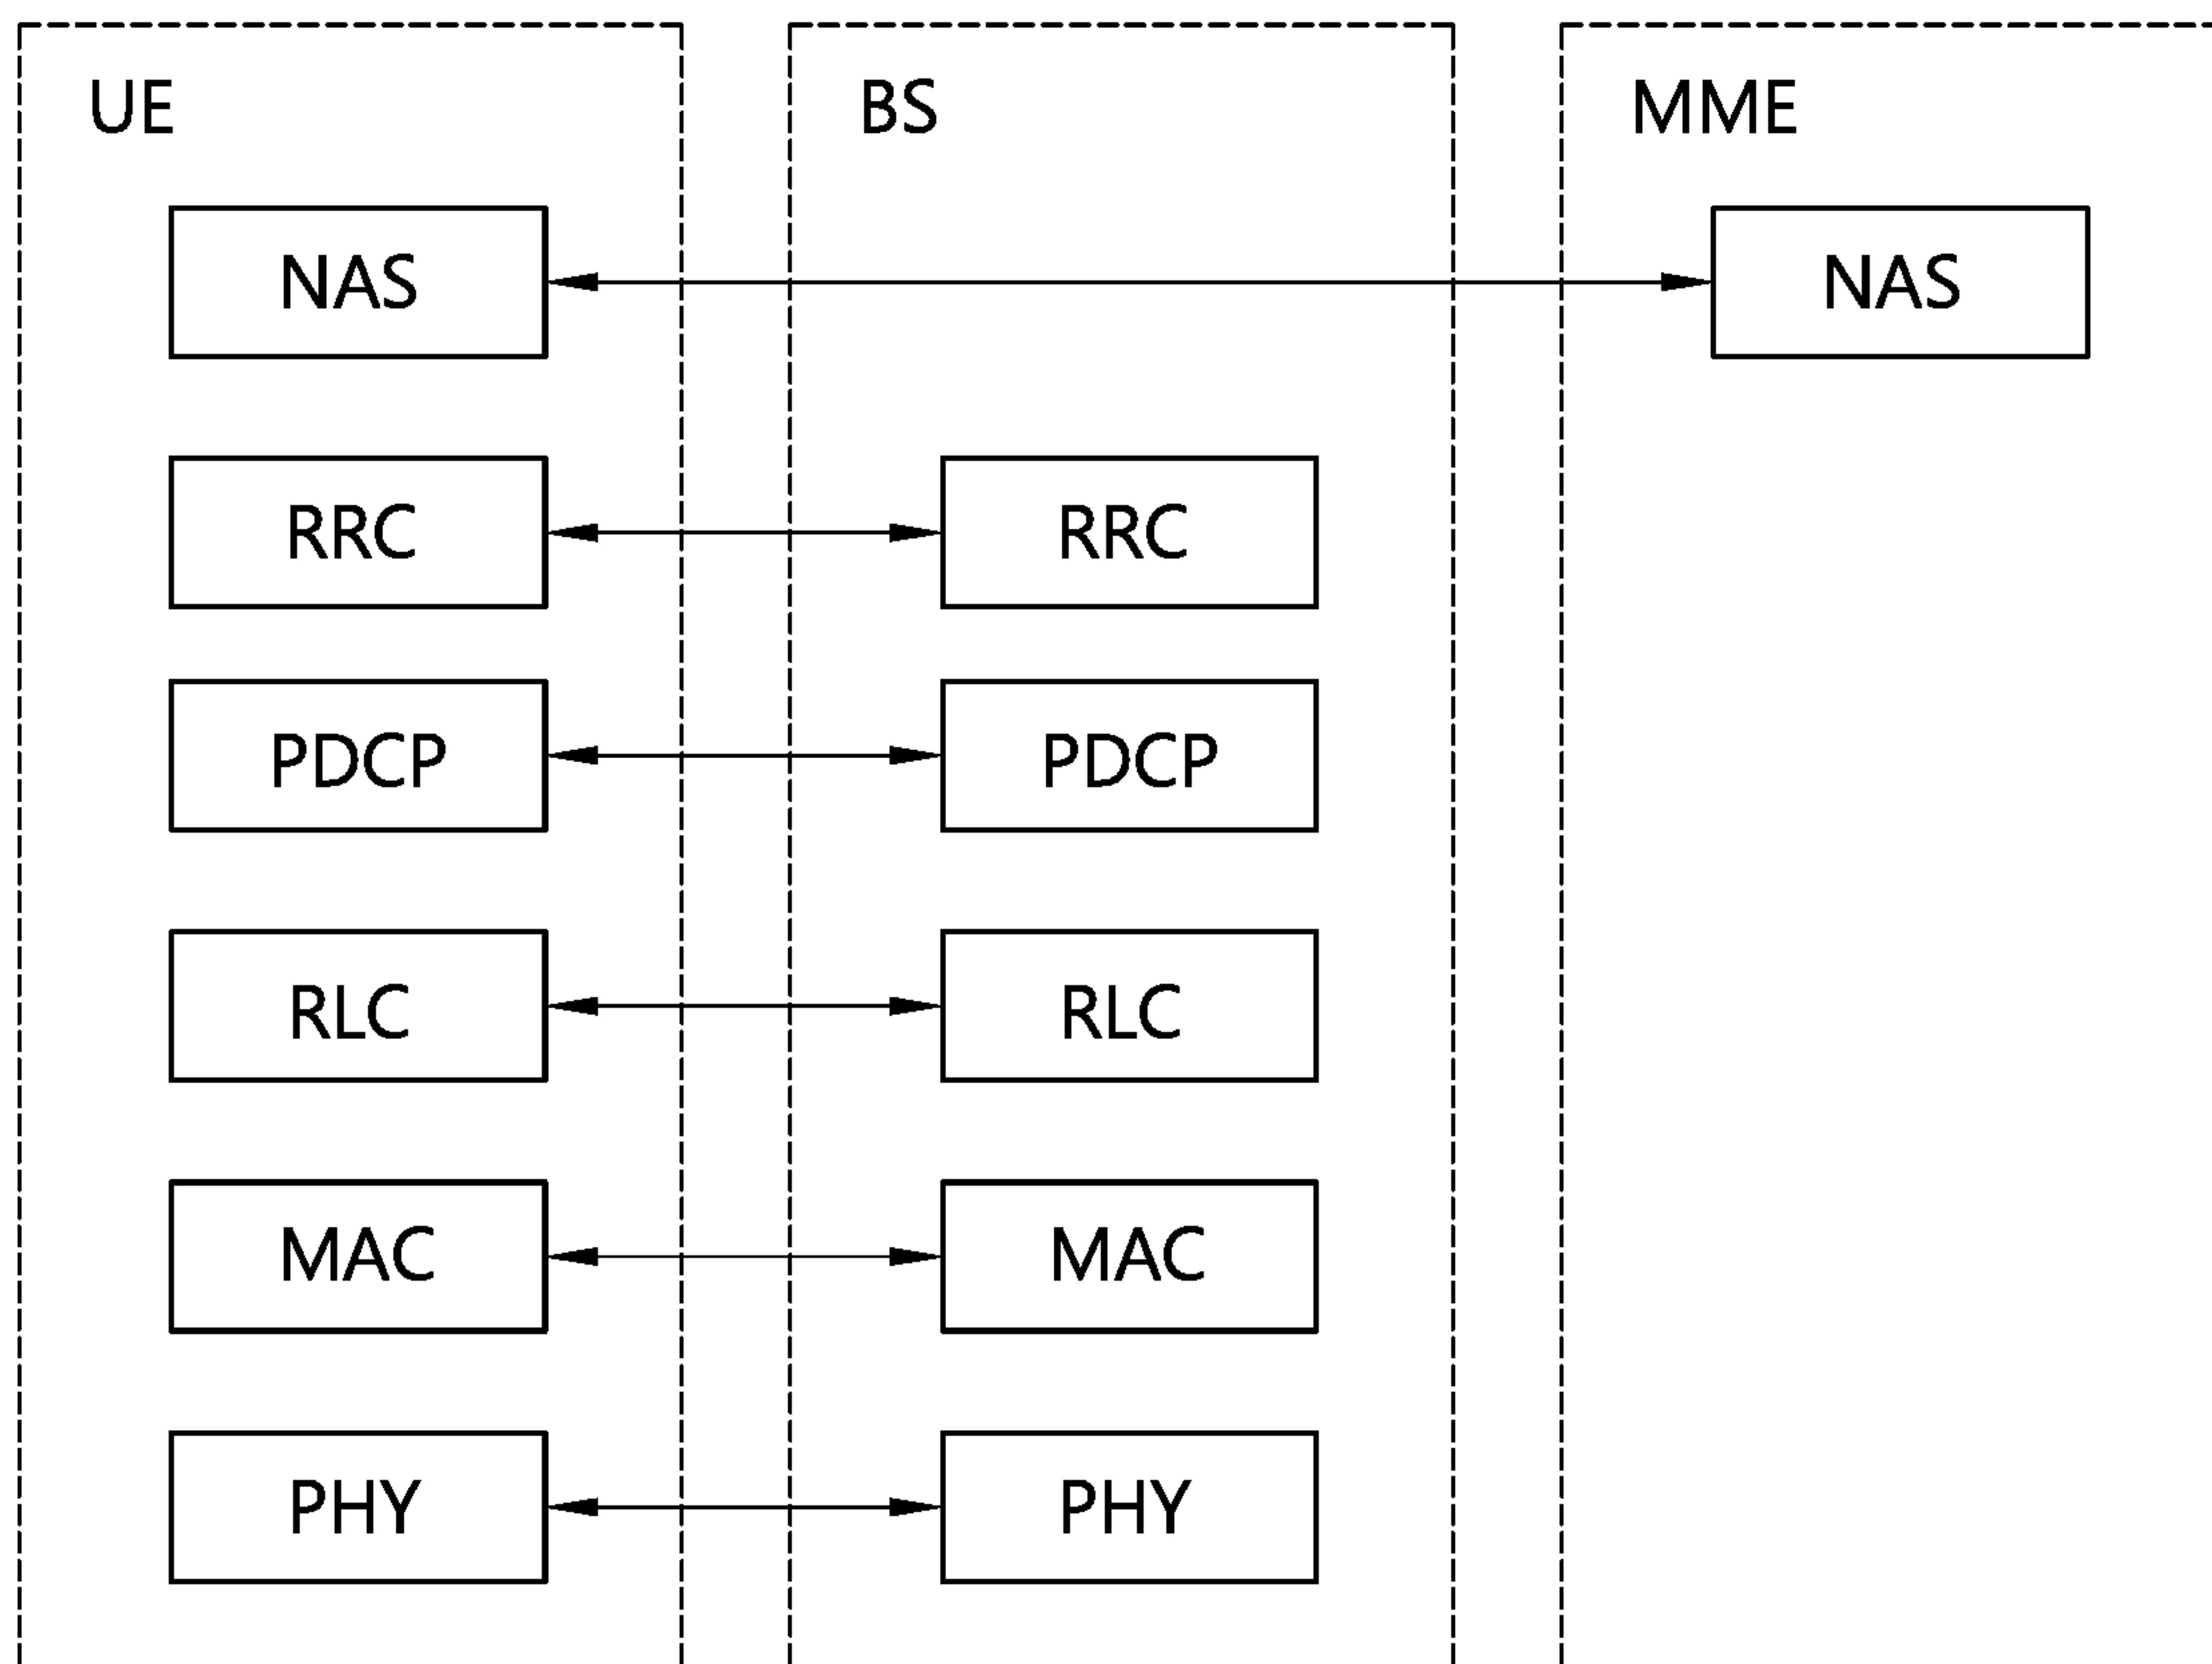 UE BS MME
NAS NAS
RRC RRC
PDCP PDCP
RLC RLC
MAC MAC
PHY PHY